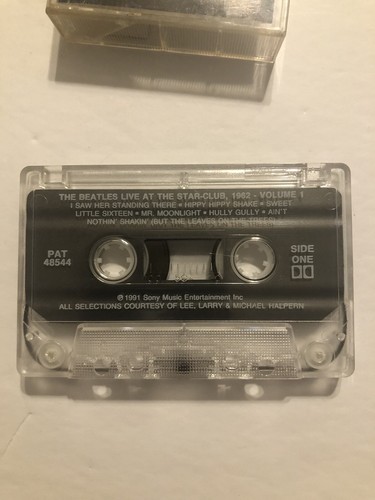 THE BEATLES LIVE AT THE STAR-CLUB, 1962 - VOLUME 1
I SAW HER STANDING THERE • HIPPY HIPPY SHAKE • SWEET
LITTLE SIXTEEN • MR. MOONLIGHT • HULLY GULLY • AIN'T
NOTHIN' SHAKIN' (BUT THE LEAVES ON THE TREES)
PAT
48544
SIDE
ONE
℗ 1991 Sony Music Entertainment Inc
ALL SELECTIONS COURTESY OF LEE, LARRY & MICHAEL HALPERN